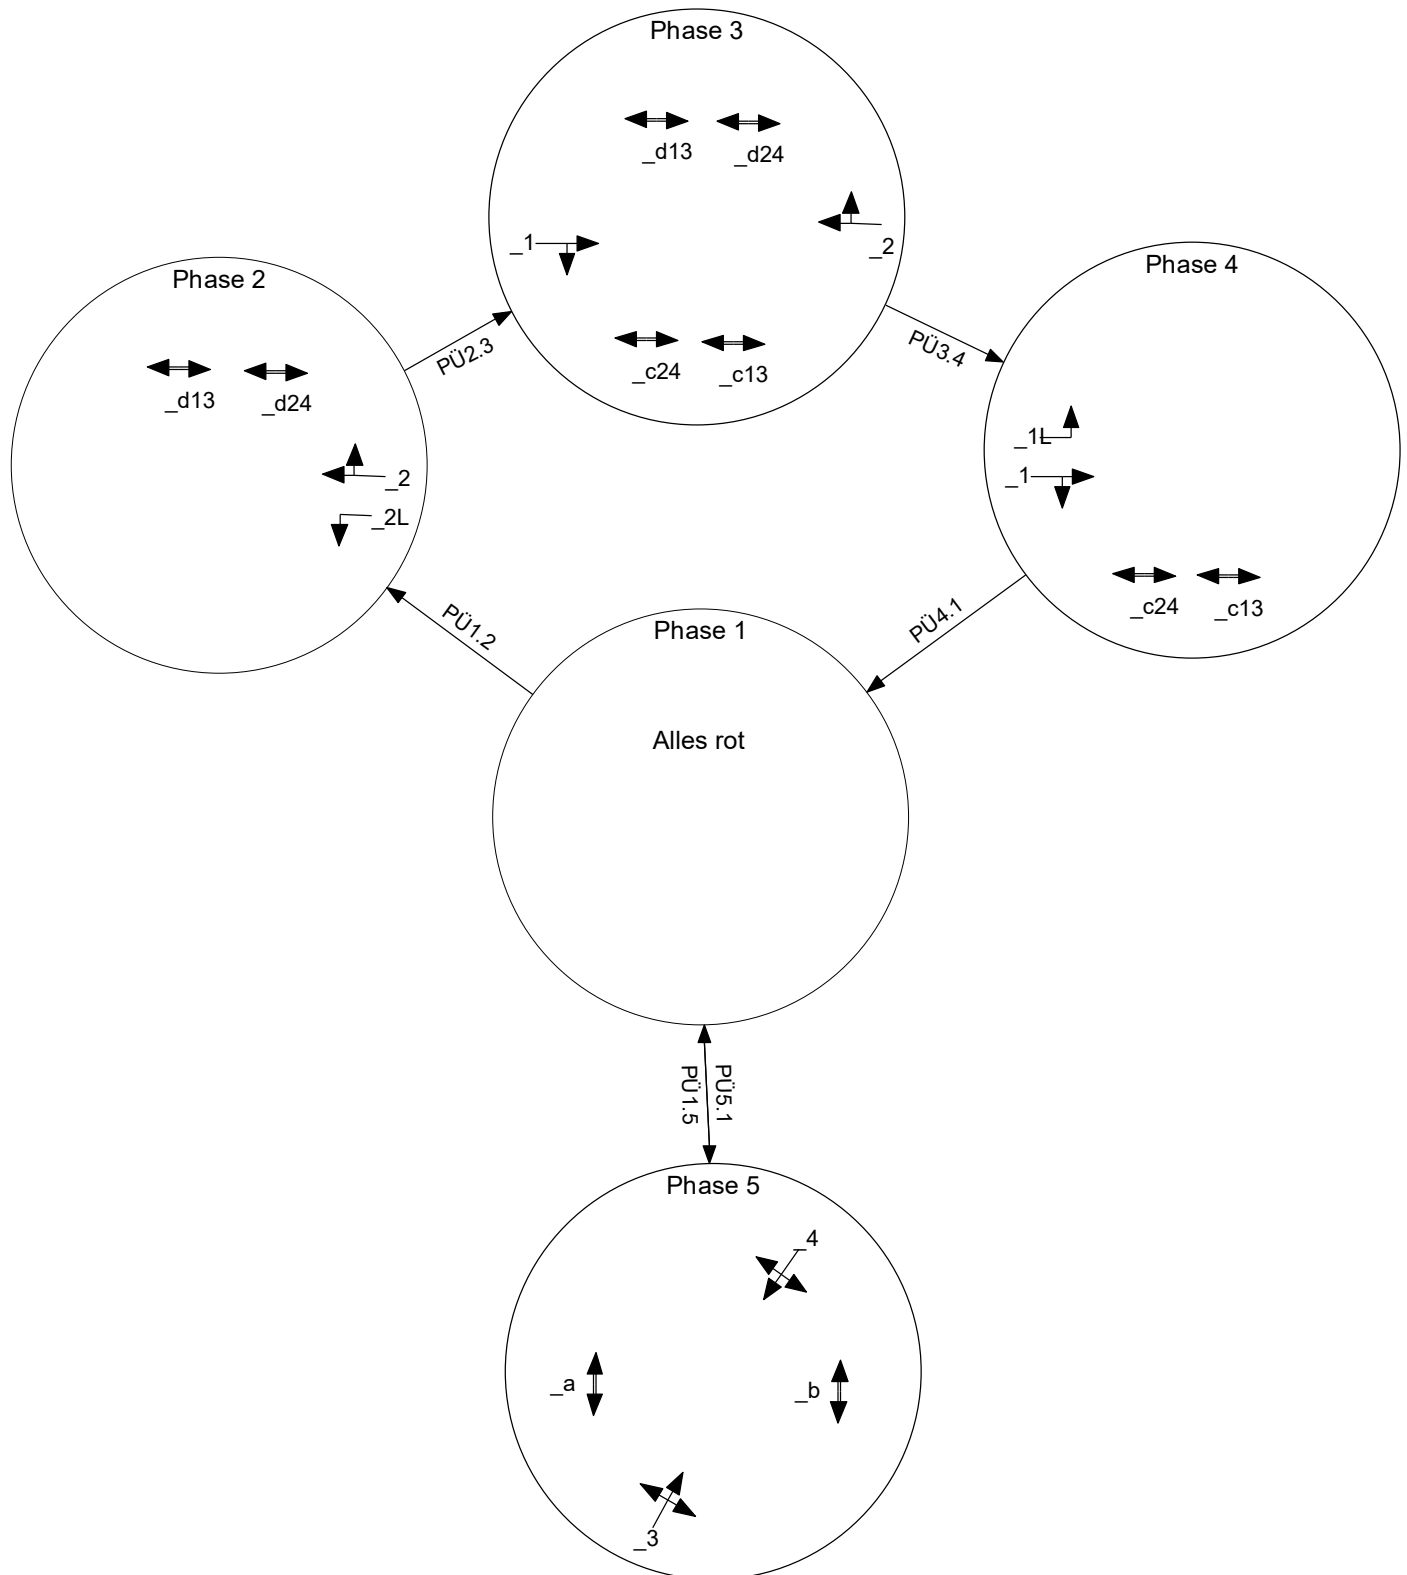 Phase 3
_d13
_d24
_1
_2
_c24
_c13
Phase 2
_d13
_d24
_2
_2L
PÜ2.3
PÜ3.4
Phase 4
_1L
_1
_c24
_c13
PÜ1.2
PÜ4.1
Phase 1
Alles rot
PÜ1.5
PÜ5.1
Phase 5
_4
_a
_b
_3